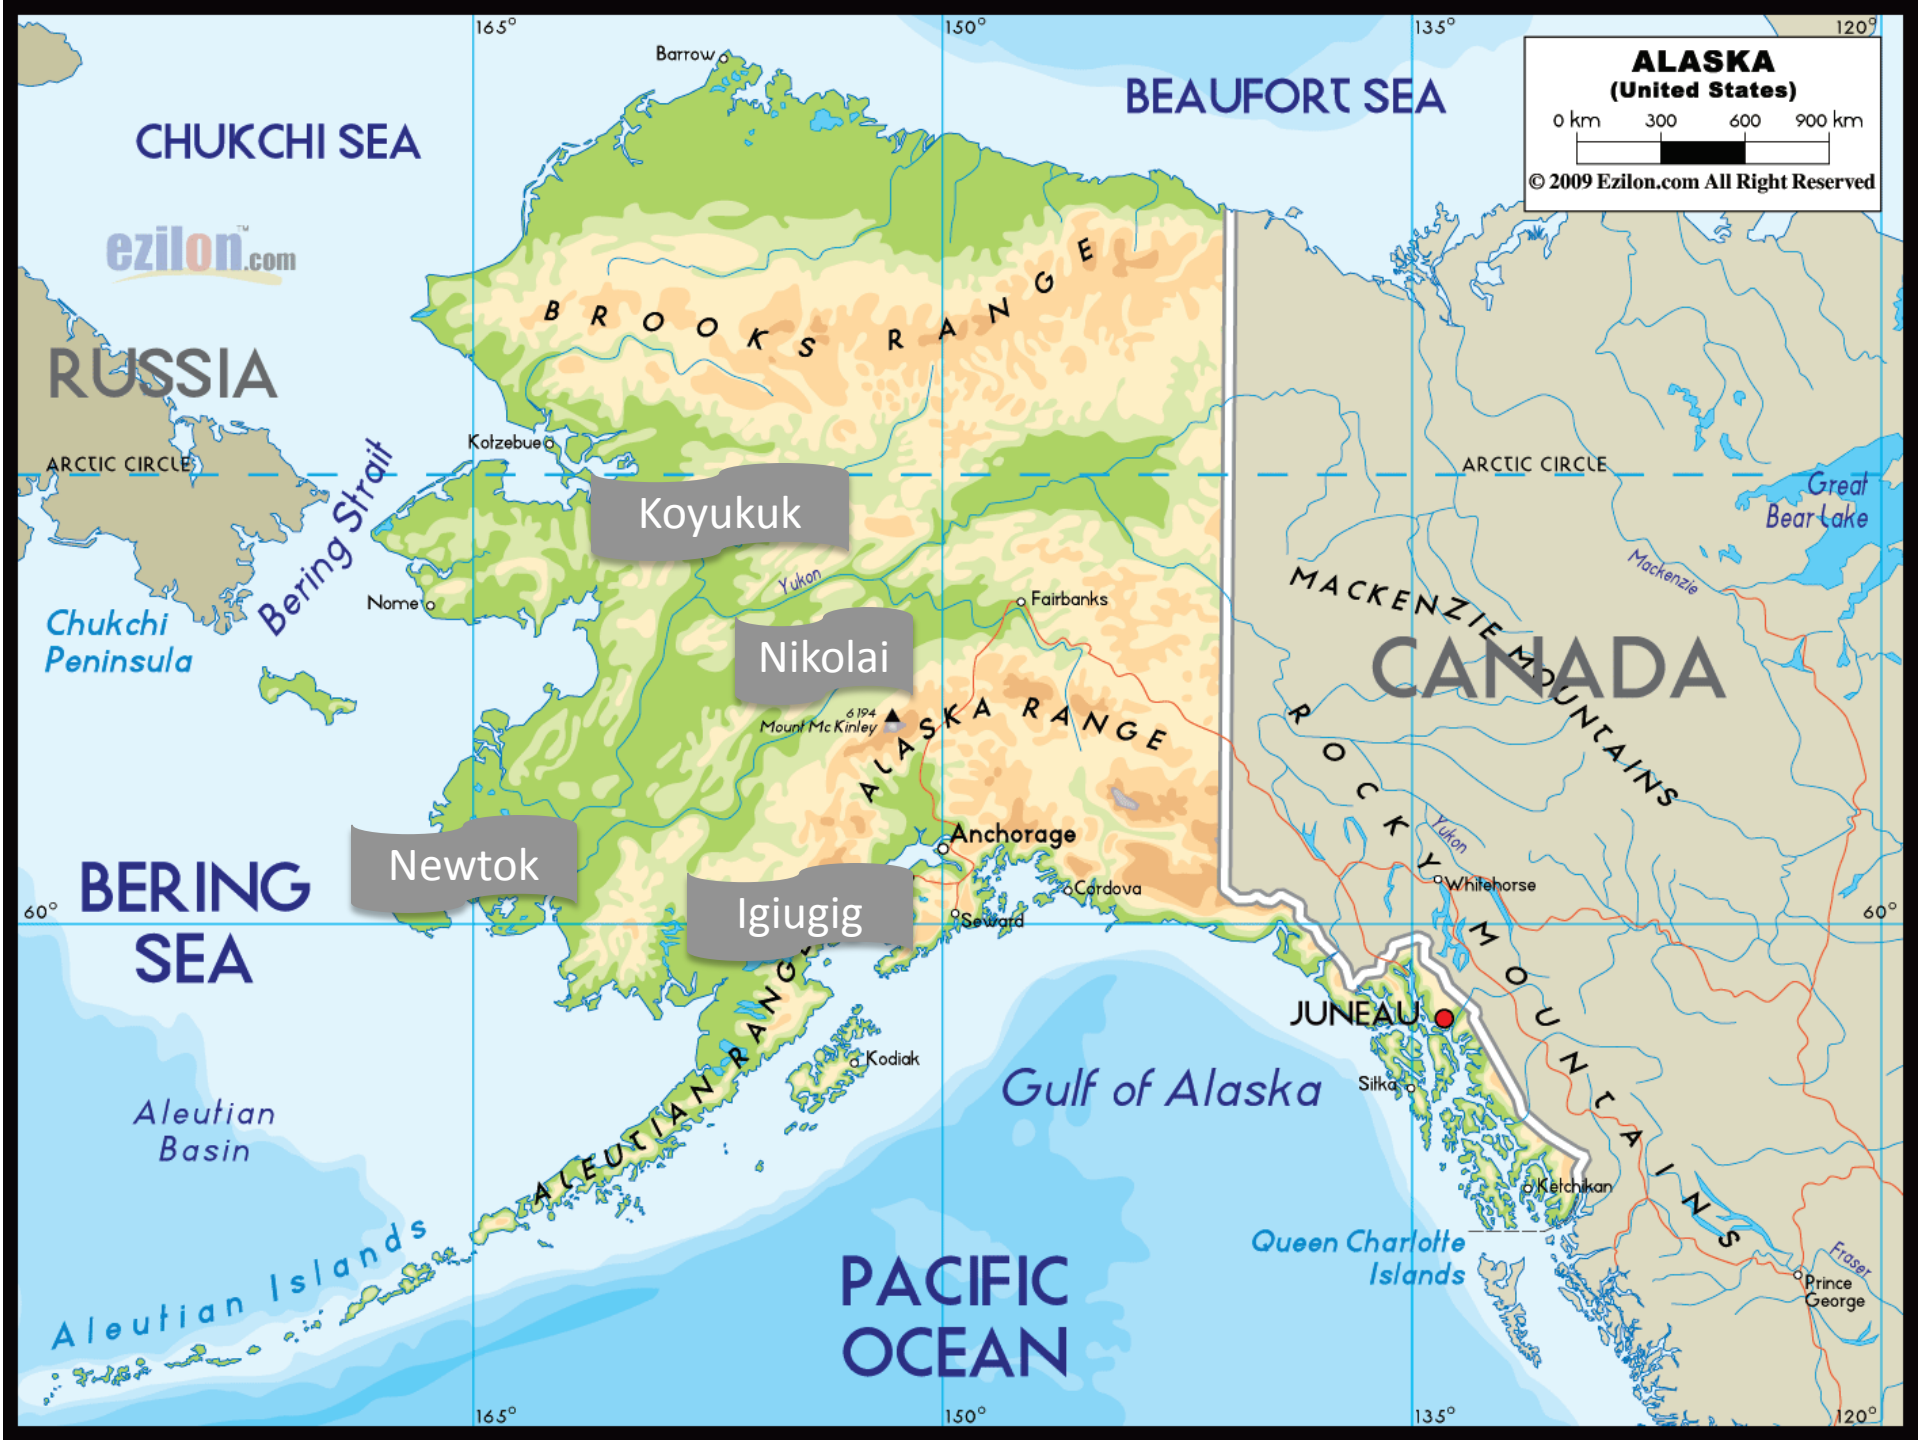 165°
150°
135°
120°
Barrow
ALASKA
(United States)
0 km 300 600 900 km
© 2009 Ezilon.com All Right Reserved
BEAUFORT SEA
CHUKCHI SEA
ezilon.com
TM
BROOKS RANGE
RUSSIA
Kotzebue
ARCTIC CIRCLE
ARCTIC CIRCLE
Bering Strait
Great
Bear Lake
Koyukuk
Yukon
Mackenzie
MACKENZIE MOUNTAINS
Nome
Fairbanks
Chukchi
Peninsula
Nikolai
CANADA
6194
Mount Mc Kinley
ALASKA RANGE
ROCKY MOUNTAINS
Yukon
Anchorage
Newtok
BERING
SEA
Whitehorse
Cordova
Igiugig
Seward
60°
60°
ALEUTIAN RANGE
JUNEAU
Kodiak
Gulf of Alaska
Sitka
Aleutian
Basin
Ketchikan
Queen Charlotte
Islands
Aleutian Islands
PACIFIC
OCEAN
Fraser
Prince
George
165°
150°
135°
120°